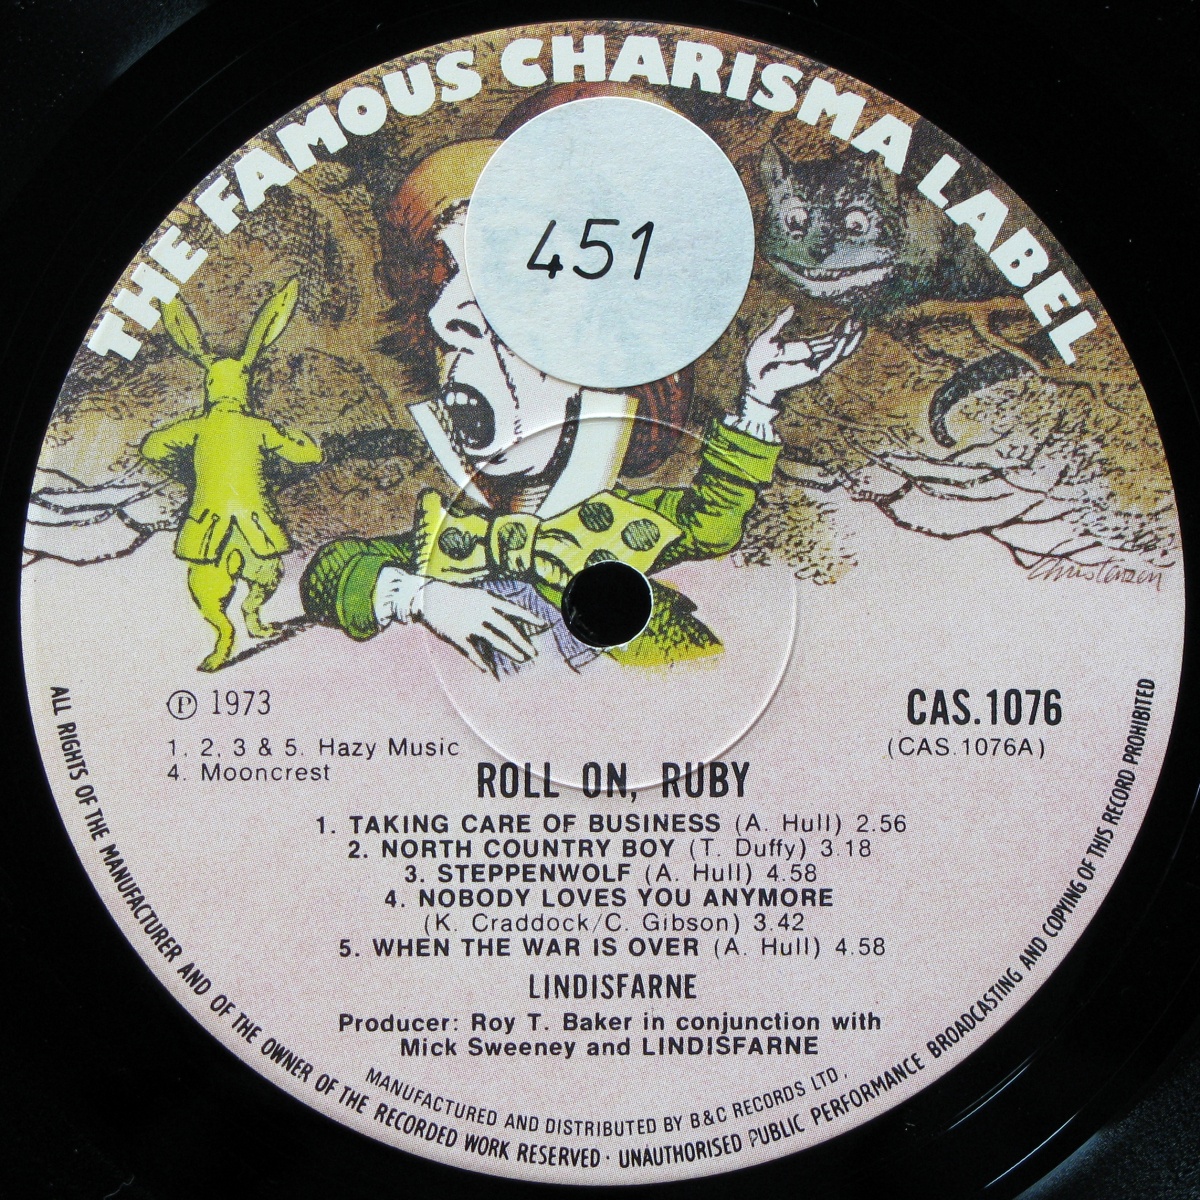 THE FAMOUS CHARISMA LABEL
451
Christensen
Ⓟ 1973
CAS.1076
(CAS.1076A)
1. 2, 3 & 5. Hazy Music
4. Mooncrest
ROLL ON, RUBY
1. TAKING CARE OF BUSINESS (A. Hull) 2.56
2. NORTH COUNTRY BOY (T. Duffy) 3.18
3. STEPPENWOLF (A. Hull) 4.58
4. NOBODY LOVES YOU ANYMORE
(K. Craddock/C. Gibson) 3.42
5. WHEN THE WAR IS OVER (A. Hull) 4.58
LINDISFARNE
Producer: Roy T. Baker in conjunction with
Mick Sweeney and LINDISFARNE
MANUFACTURED AND DISTRIBUTED BY B&C RECORDS LTD.
ALL RIGHTS OF THE MANUFACTURER AND OF THE OWNER OF THE RECORDED WORK RESERVED · UNAUTHORISED PUBLIC PERFORMANCE BROADCASTING AND COPYING OF THIS RECORD PROHIBITED